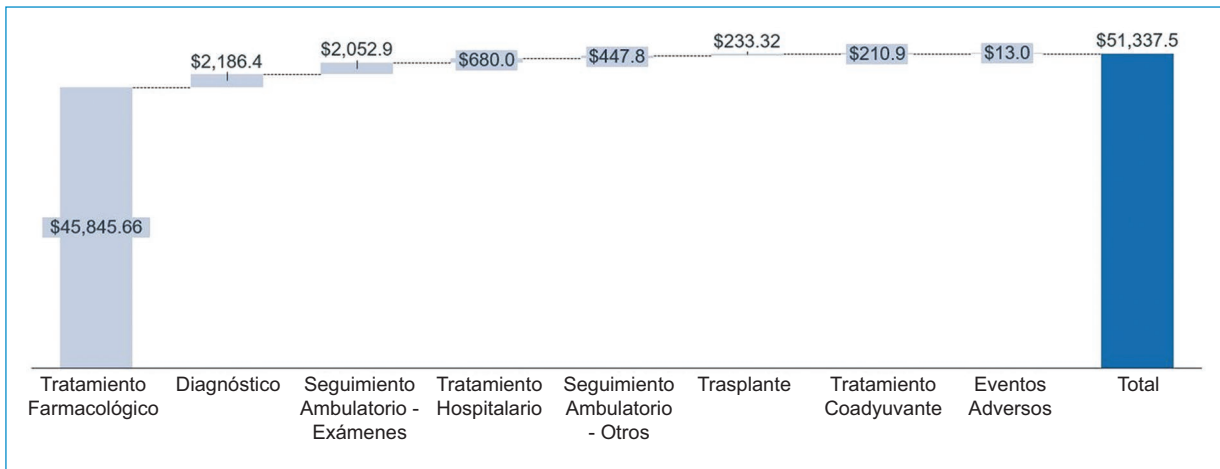 $45,845.66
$2,186.4
$2,052.9
$680.0
$447.8
$233.32
$210.9
$13.0
$51,337.5
Tratamiento
Farmacológico
Diagnóstico
Seguimiento
Ambulatorio -
Exámenes
Tratamiento
Hospitalario
Seguimiento
Ambulatorio
- Otros
Trasplante
Tratamiento
Coadyuvante
Eventos
Adversos
Total